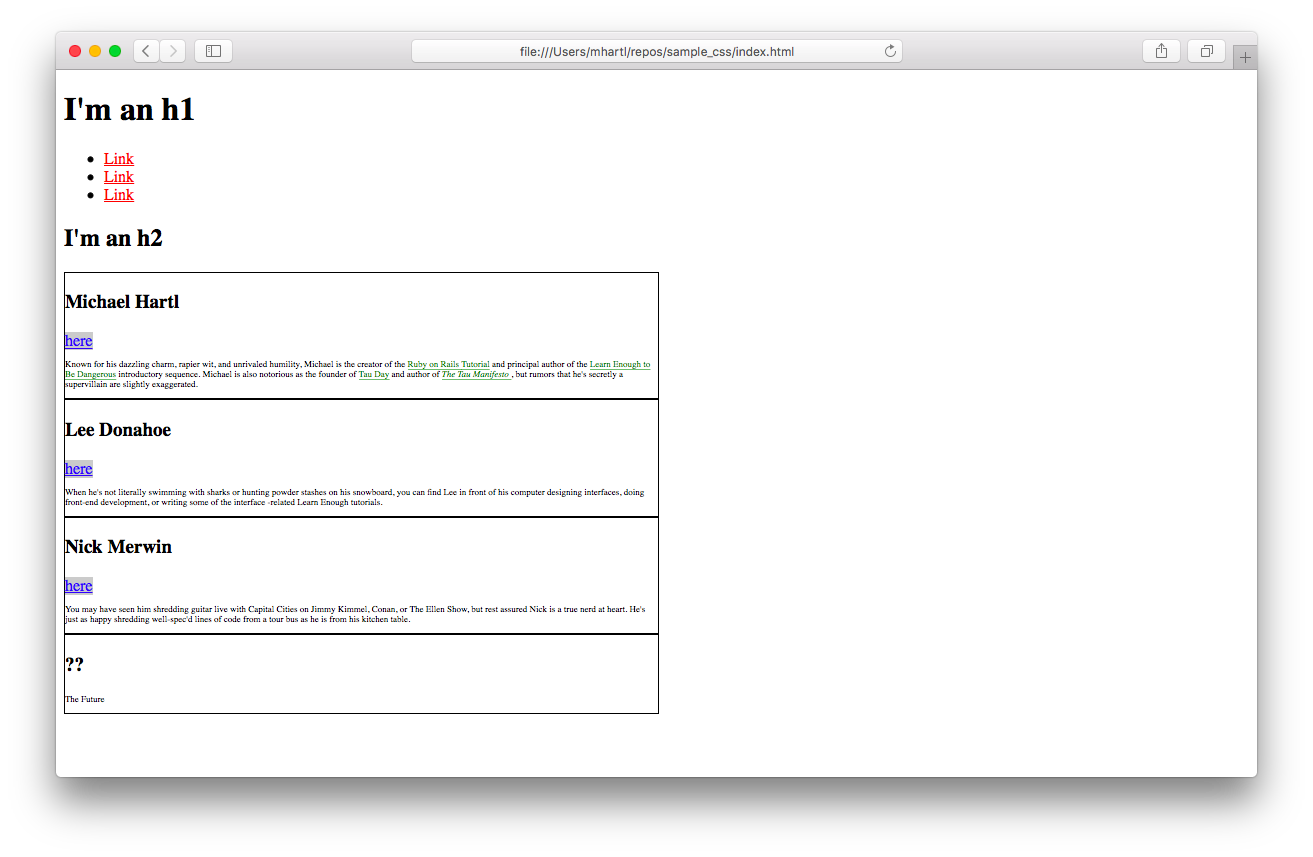 file:///Users/mhartl/repos/sample_css/index.html
I'm an h1
Link
Link
Link
I'm an h2
Michael Hartl
here
Known for his dazzling charm, rapier wit, and unrivaled humility, Michael is the creator of the Ruby on Rails Tutorial and principal author of the Learn Enough to
Be Dangerous introductory sequence. Michael is also notorious as the founder of Tau Day and author of The Tau Manifesto , but rumors that he's secretly a
supervillain are slightly exaggerated.
Lee Donahoe
here
When he's not literally swimming with sharks or hunting powder stashes on his snowboard, you can find Lee in front of his computer designing interfaces, doing
front-end development, or writing some of the interface -related Learn Enough tutorials.
Nick Merwin
here
You may have seen him shredding guitar live with Capital Cities on Jimmy Kimmel, Conan, or The Ellen Show, but rest assured Nick is a true nerd at heart. He's
just as happy shredding well-spec'd lines of code from a tour bus as he is from his kitchen table.
??
The Future